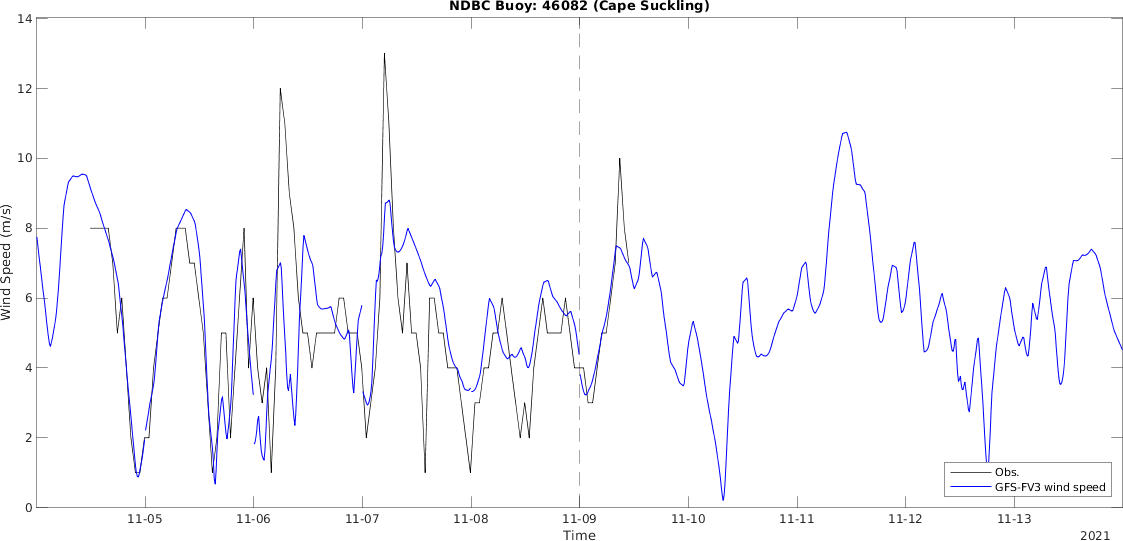 NDBC Buoy: 46082 (Cape Suckling)
14
12
10
8
6
4
2
0
Wind Speed (m/s)
11-05 11-06 11-07 11-08 11-09 11-10 11-11 11-12 11-13
Time
2021
Obs.
GFS-FV3 wind speed